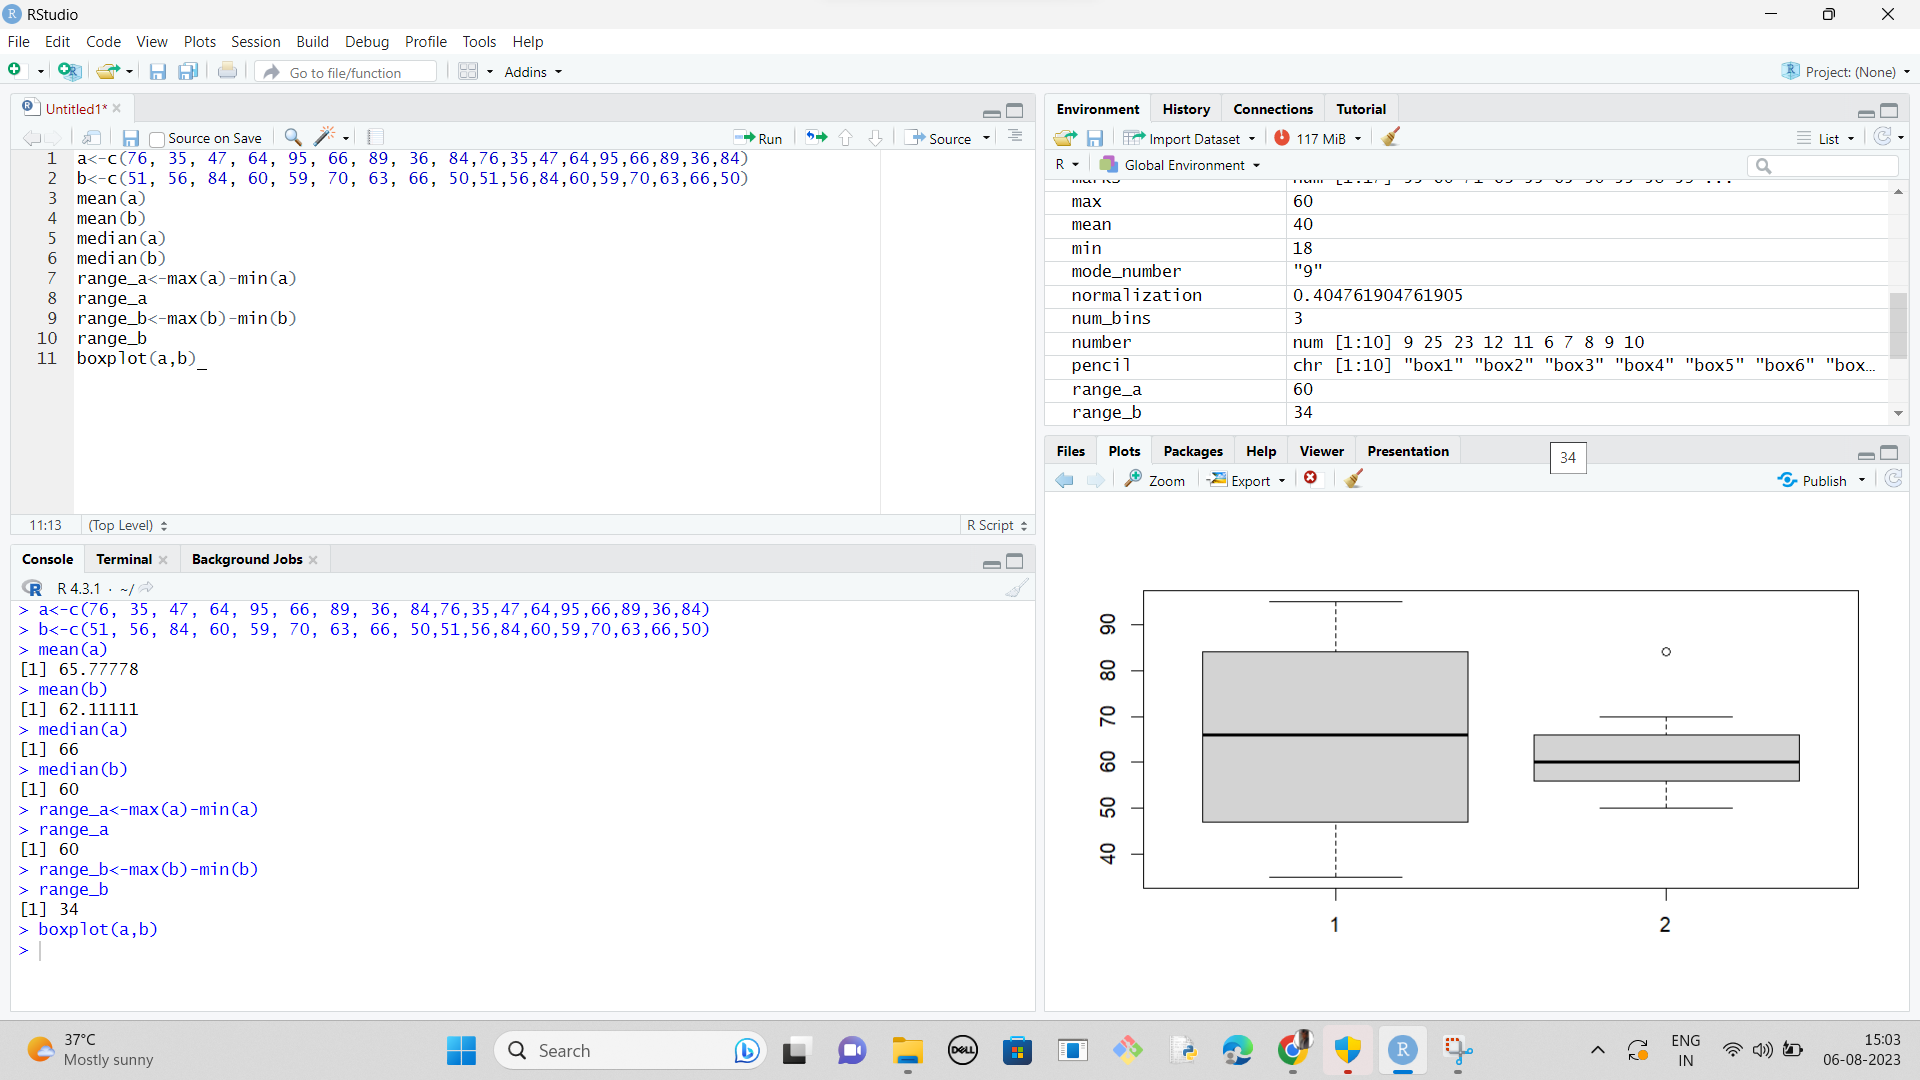 RStudio
File Edit Code View Plots Session Build Debug Profile Tools Help
Go to file/function Addins Project: (None)
Untitled1*
Source on Save Run Source
1 a<-c(76, 35, 47, 64, 95, 66, 89, 36, 84,76,35,47,64,95,66,89,36,84)
2 b<-c(51, 56, 84, 60, 59, 70, 63, 66, 50,51,56,84,60,59,70,63,66,50)
3 mean(a)
4 mean(b)
5 median(a)
6 median(b)
7 range_a<-max(a)-min(a)
8 range_a
9 range_b<-max(b)-min(b)
10 range_b
11 boxplot(a,b)
11:13 (Top Level) R Script
Console Terminal Background Jobs
R 4.3.1 · ~/
> a<-c(76, 35, 47, 64, 95, 66, 89, 36, 84,76,35,47,64,95,66,89,36,84)
> b<-c(51, 56, 84, 60, 59, 70, 63, 66, 50,51,56,84,60,59,70,63,66,50)
> mean(a)
[1] 65.77778
> mean(b)
[1] 62.11111
> median(a)
[1] 66
> median(b)
[1] 60
> range_a<-max(a)-min(a)
> range_a
[1] 60
> range_b<-max(b)-min(b)
> range_b
[1] 34
> boxplot(a,b)
>
Environment History Connections Tutorial
Import Dataset 117 MiB List
R Global Environment
max 60
mean 40
min 18
mode_number "9"
normalization 0.404761904761905
num_bins 3
number num [1:10] 9 25 23 12 11 6 7 8 9 10
pencil chr [1:10] "box1" "box2" "box3" "box4" "box5" "box6" "box…
range_a 60
range_b 34
Files Plots Packages Help Viewer Presentation
34
Zoom Export Publish
90
80
70
60
50
40
1 2
37°C
Mostly sunny
Search
DELL
ENG
IN
15:03
06-08-2023